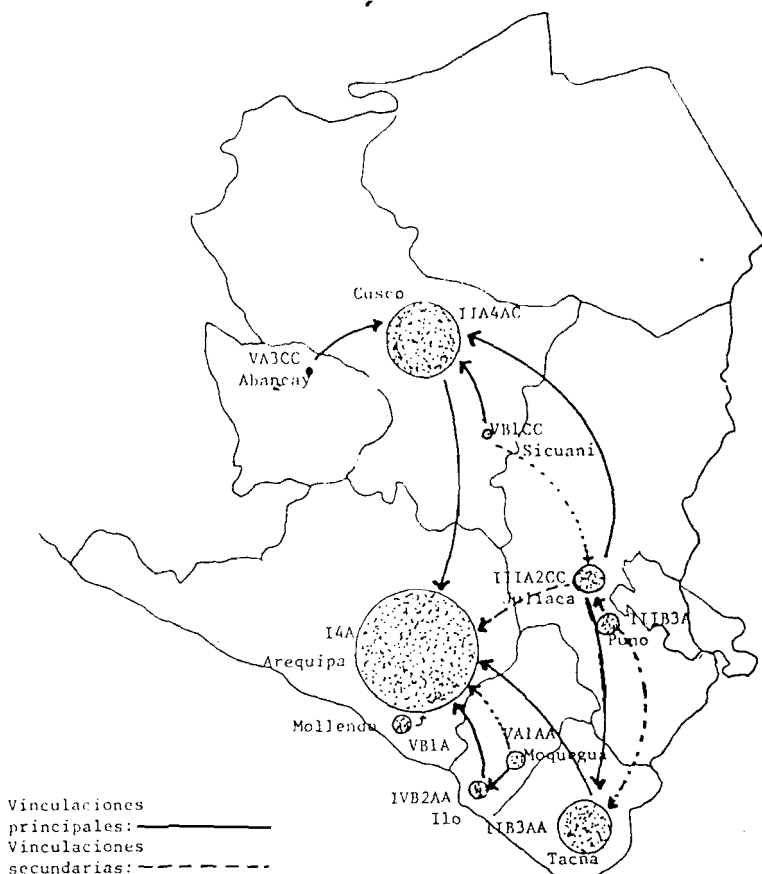 Cusco
IIA4AC
VA3CC
Abancay
VB1CC
Sicuani
IIIA2CC
Juliaca
IIIB3A
Puno
I4A
Arequipa
Mollendo
VB1A
VA1AA
Moquegua
IVB2AA
Ilo
IIB3AA
Tacna
Vinculaciones
principales:
Vinculaciones
secundarias: